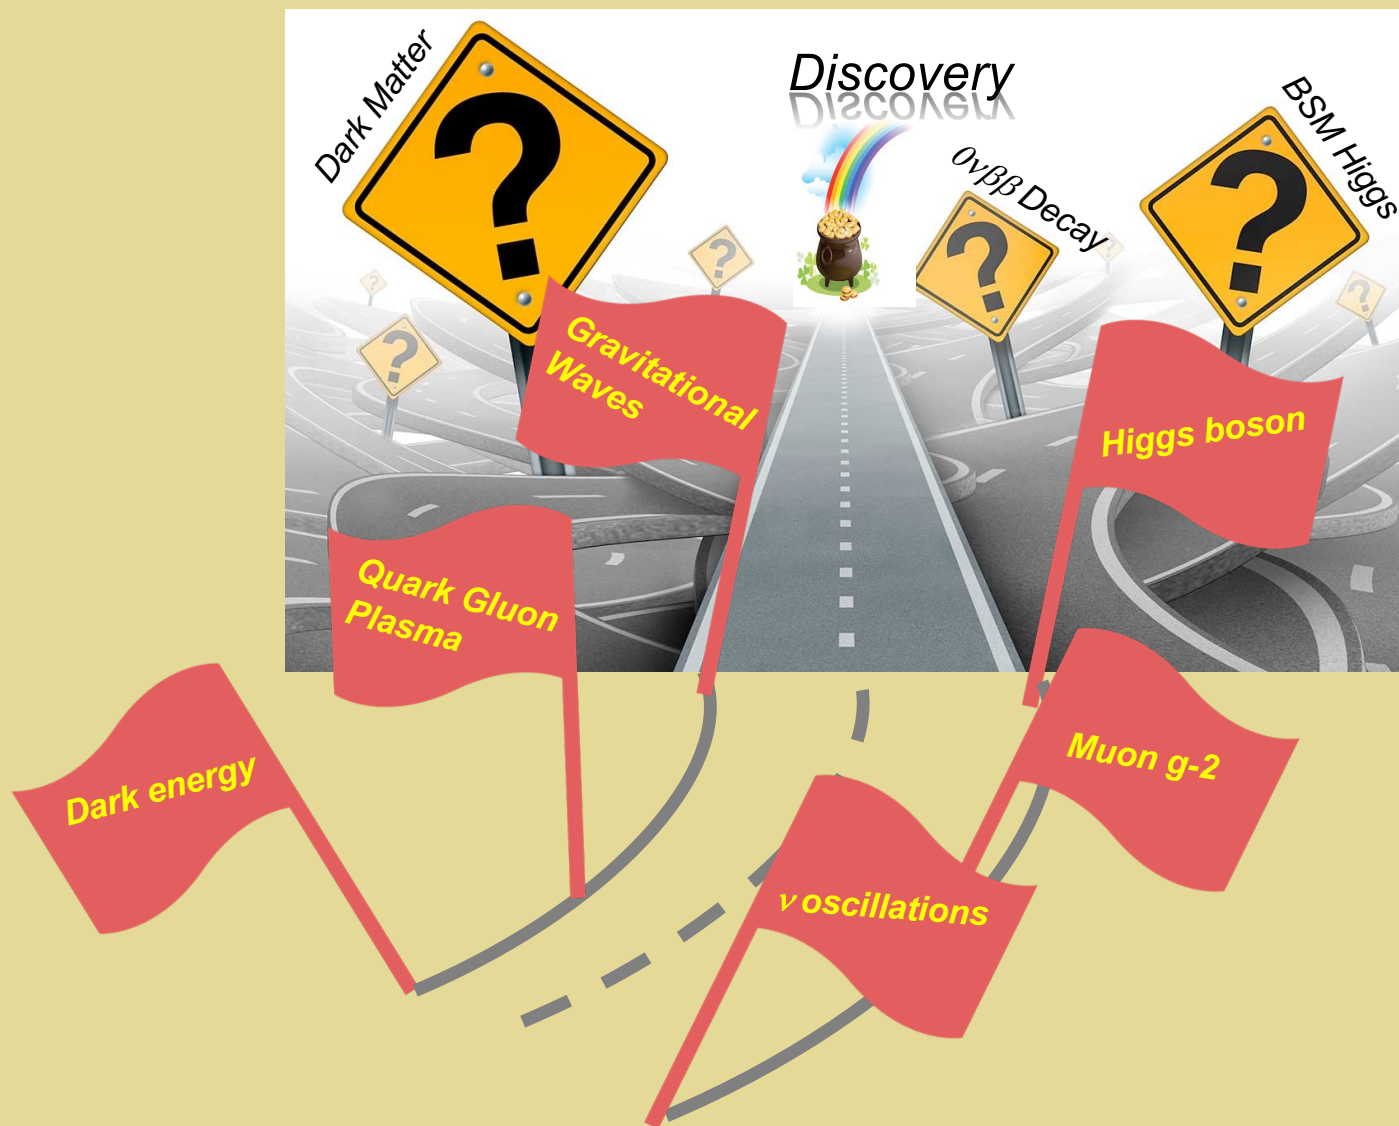 Dark Matter
Discovery
0νββ Decay
BSM Higgs
?
?
?
?
?
?
?
?
Gravitational
Waves
Higgs boson
Quark Gluon
Plasma
Dark energy
Muon g-2
ν oscillations